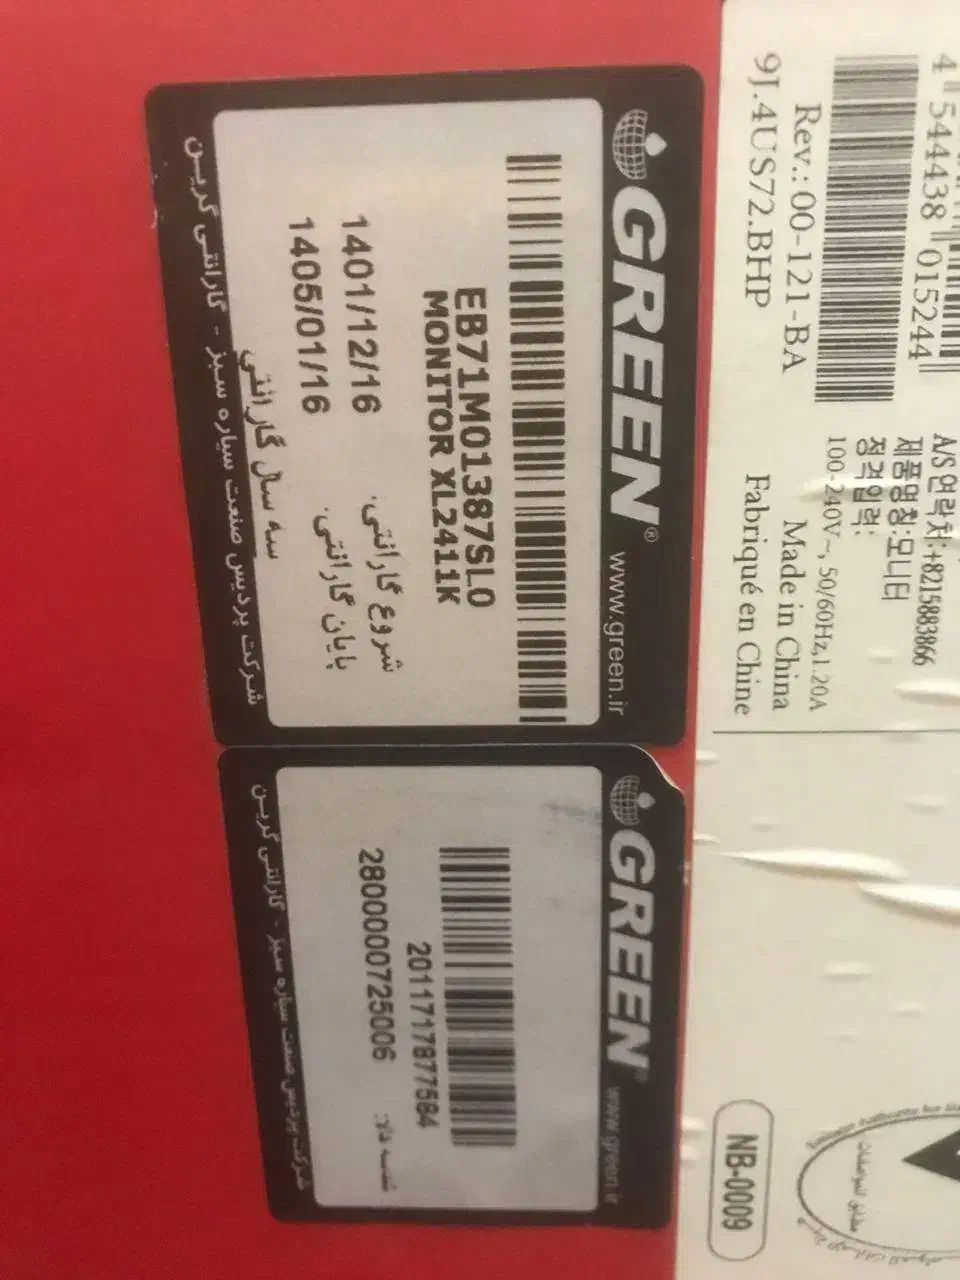 GREEN® www.green.ir
EB71M01387SL0
MONITOR XL2411K
1401/12/16 شروع گارانتی:
1405/01/16 پایان گارانتی:
سه سال گارانتی
شرکت پردیس صنعت سیاره سبز - گارانتی گرین
GREEN www.green.ir
201171787768
2800000725006 شناسه کالا:
شرکت پردیس صنعت سیاره سبز - گارانتی گرین
4 544438 015244
Rev.: 00-121-BA
9J.4US72.BHP
A/S 연락처:+8215883866
제품명칭:모니터
정격입력:
100-240V~, 50/60Hz,1.20A
Made in China
Fabriqué en Chine
NB-0009